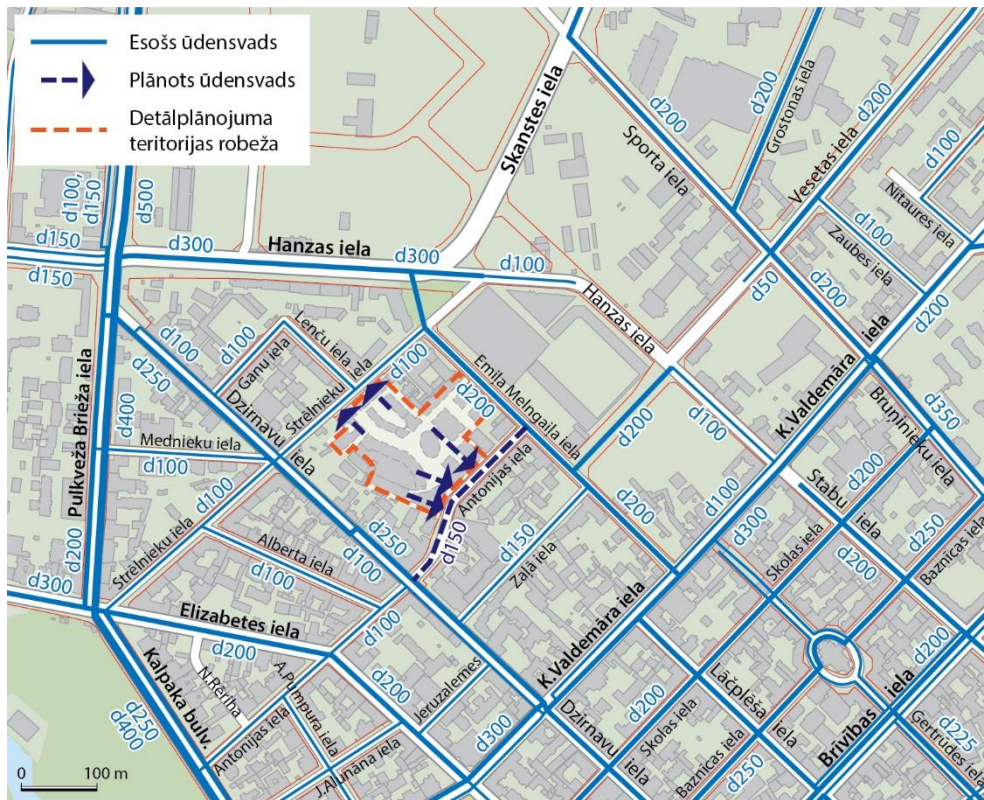 Esošs ūdensvads
Plānots ūdensvads
Detālplānojuma
teritorijas robeža
d100,
d150
d500
d150
d150
d300
Hanzas iela
d300
d100
Hanzas iela
Skanstes iela
Sporta iela
d200
d200
Grostonas iela
Vesetas iela
d200
d100
Nitaures iela
d100
Zaubes iela
d50
d200
d200
K.Valdemāra iela
Pulkveža Brieža iela
d400
d200
d100
d250
d100
Ganu iela
Lenču iela
Strēlnieku iela
d100
d200
Emīla Melngaiļa iela
Dzirnavu iela
Mednieku iela
d100
d100
Strēlnieku iela
Alberta iela
d100
d250
d100
d150
Antonijas iela
d150
Zaļā iela
d200
d200
d100
d100
d300
Stabu iela
d200
Bruņinieku iela
d350
d250
Baznīcas iela
Skolas iela
d200
d300
Elizabetes iela
d200
d100
d200
Jeruzalemes
K.Valdemāra iela
d300
Dzirnavu iela
d200
Skolas iela
Lāčplēša iela
Baznīcas iela
d250
Brīvības iela
d200
Ģertrūdes iela
d225
Kalpaka bulv.
d250
d400
N.Rēriha
A.Pumpura iela
Antonijas iela
J.Alunāna iela
0 100 m